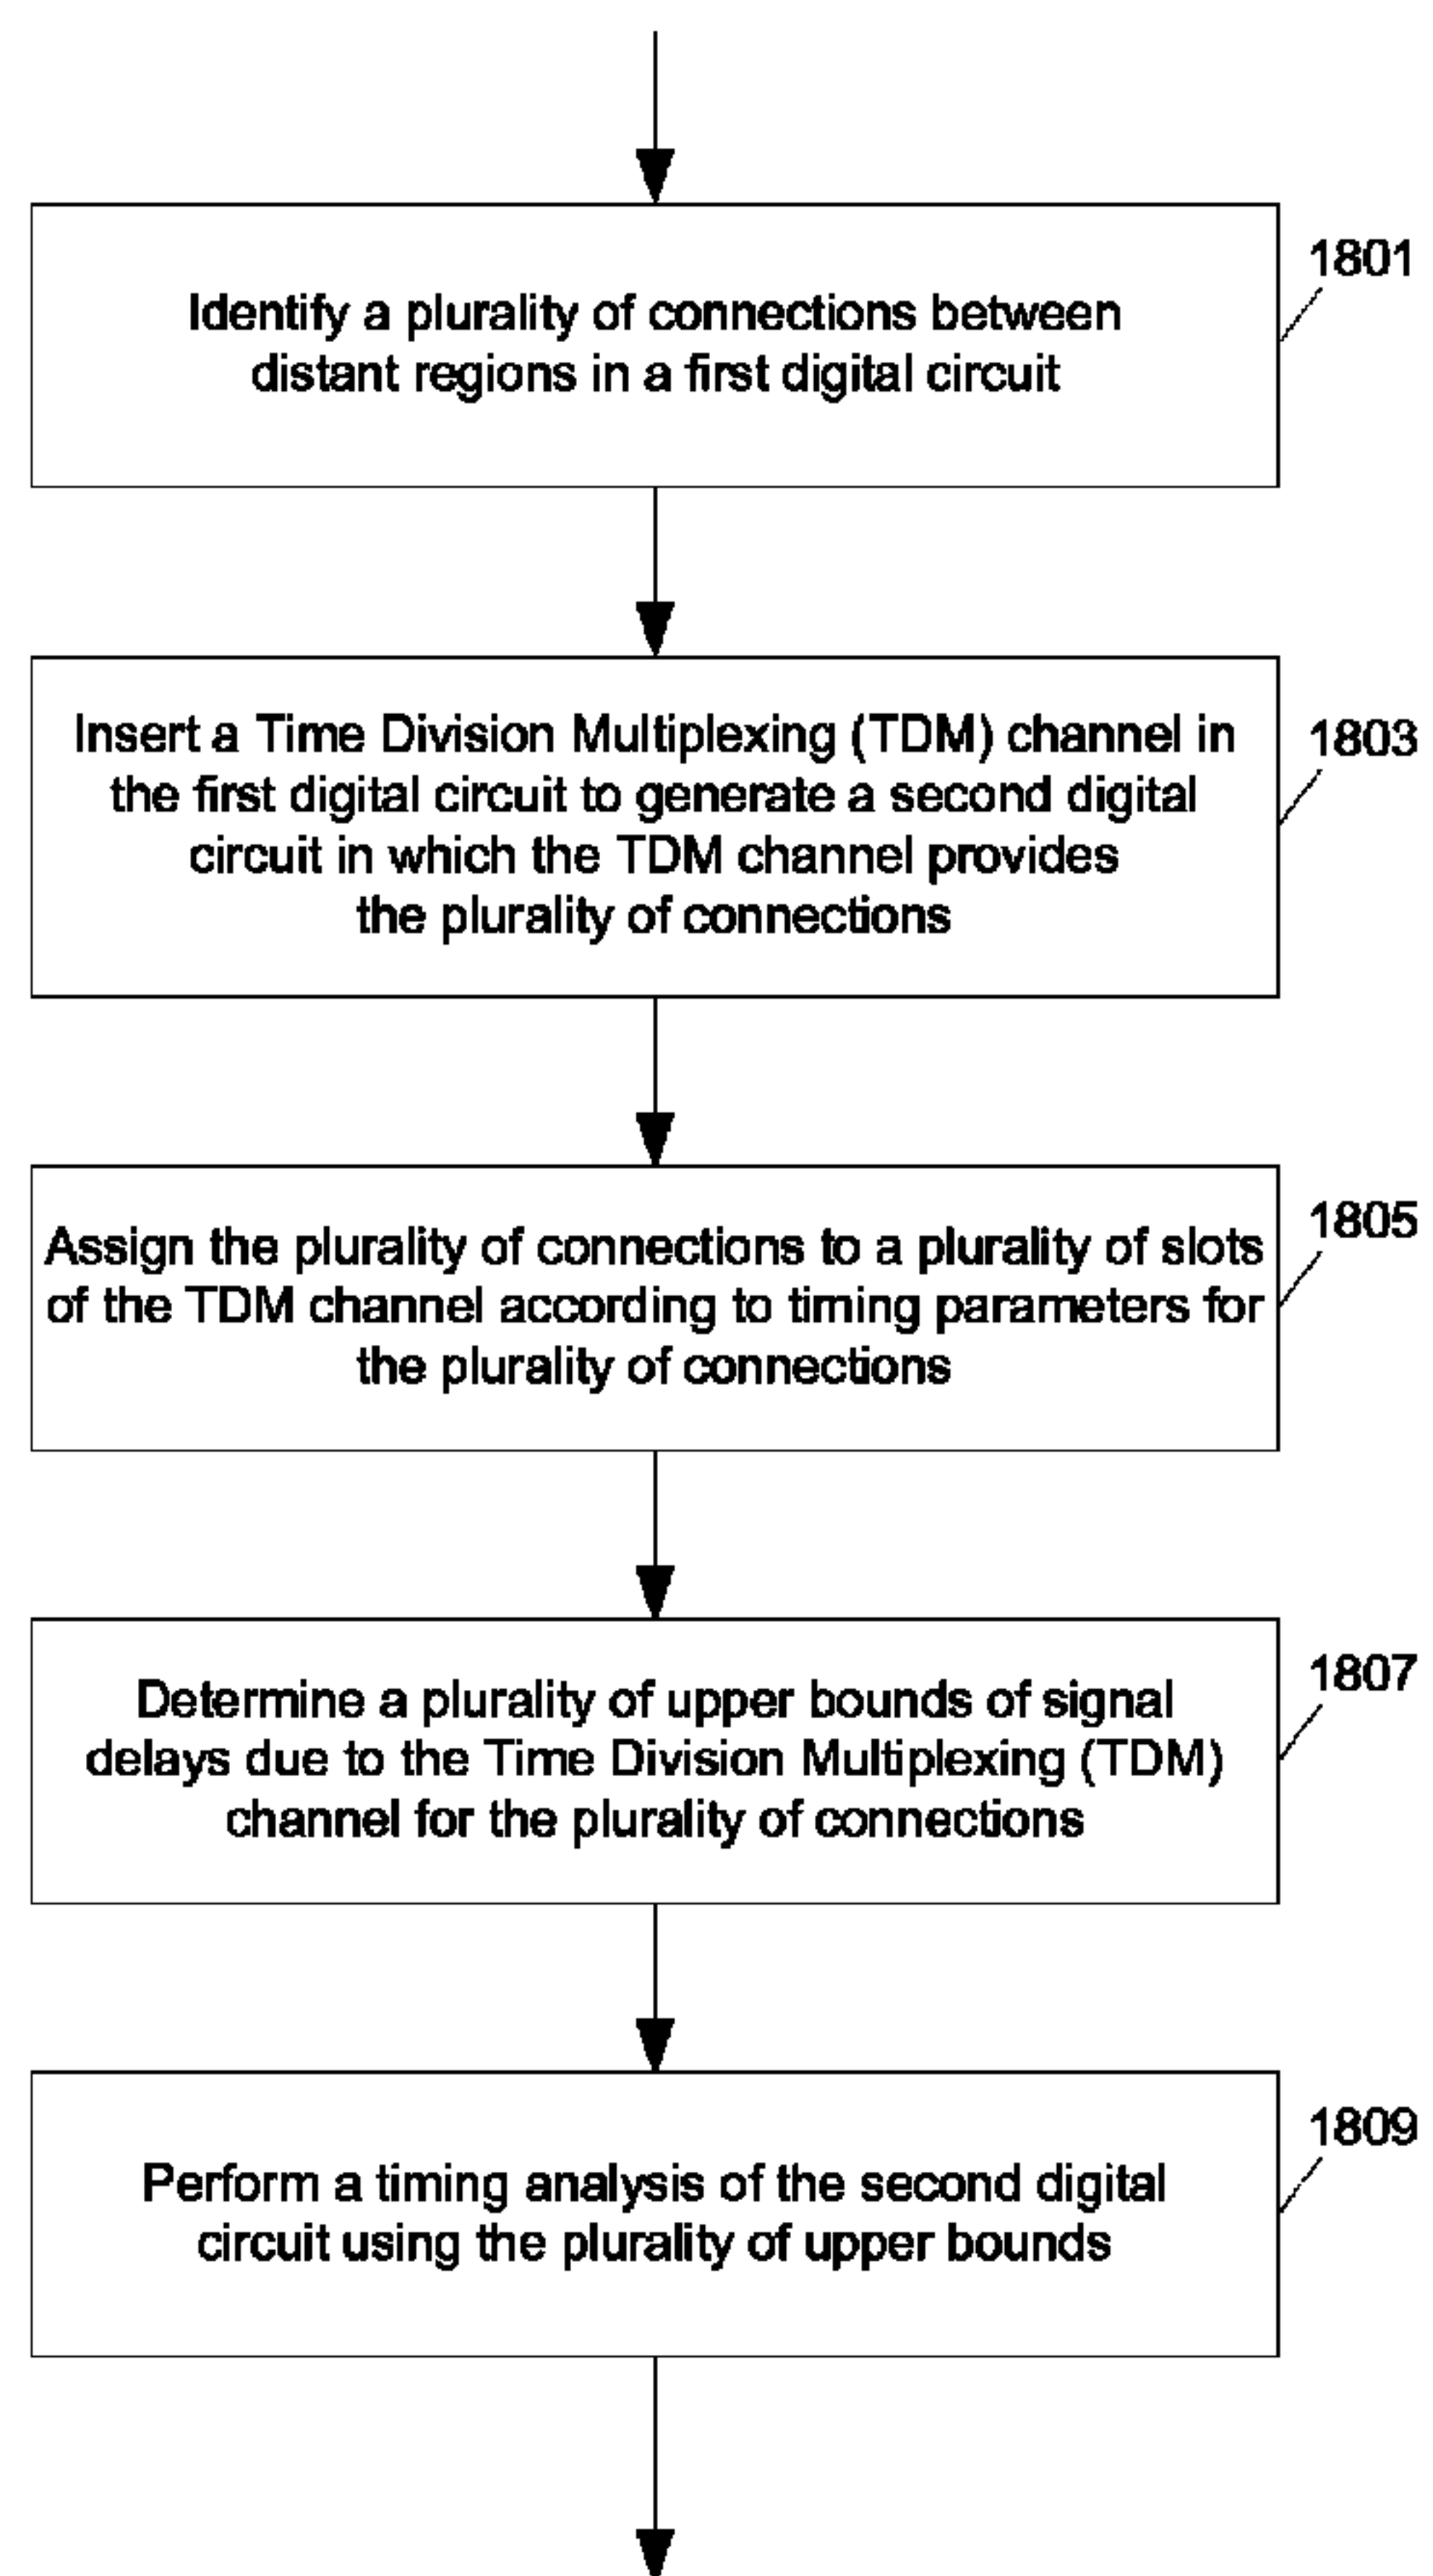 Identify a plurality of connections between
distant regions in a first digital circuit
1801
Insert a Time Division Multiplexing (TDM) channel in
the first digital circuit to generate a second digital
circuit in which the TDM channel provides
the plurality of connections
1803
Assign the plurality of connections to a plurality of slots
of the TDM channel according to timing parameters for
the plurality of connections
1805
Determine a plurality of upper bounds of signal
delays due to the Time Division Multiplexing (TDM)
channel for the plurality of connections
1807
Perform a timing analysis of the second digital
circuit using the plurality of upper bounds
1809